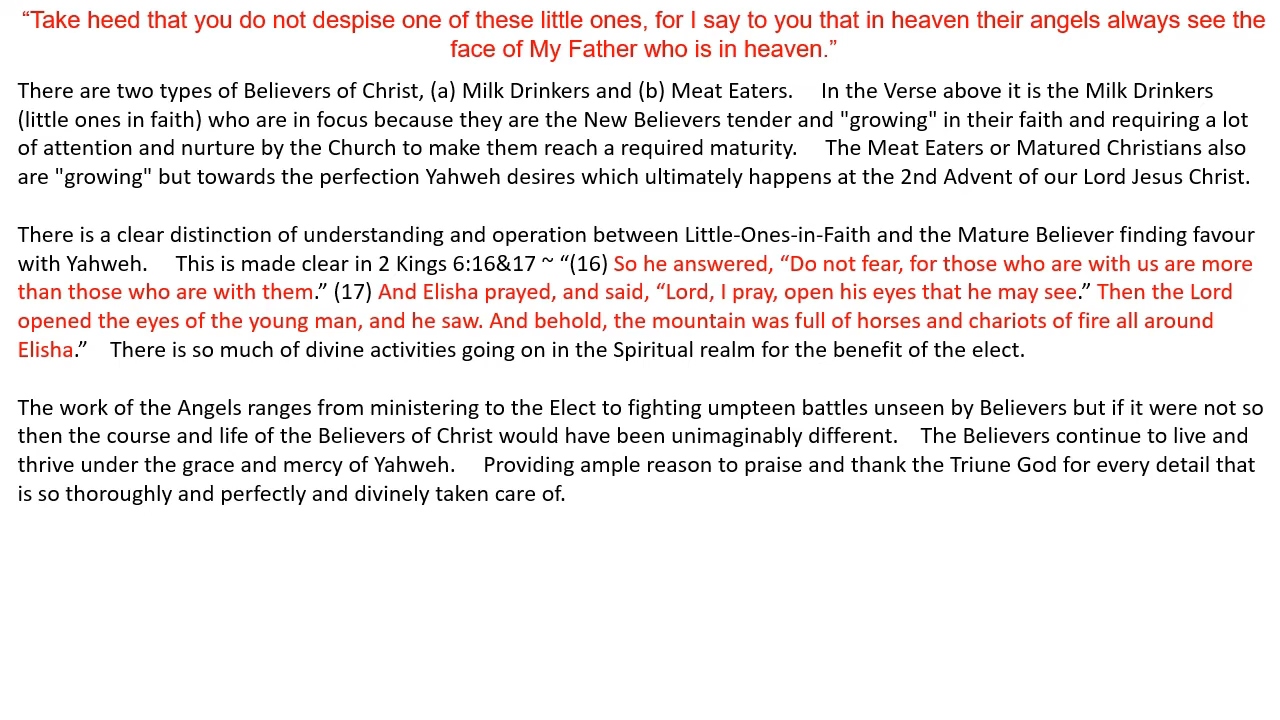 “Take heed that you do not despise one of these little ones, for I say to you that in heaven their angels always see the
face of My Father who is in heaven.”
There are two types of Believers of Christ, (a) Milk Drinkers and (b) Meat Eaters. In the Verse above it is the Milk Drinkers
(little ones in faith) who are in focus because they are the New Believers tender and "growing" in their faith and requiring a lot
of attention and nurture by the Church to make them reach a required maturity. The Meat Eaters or Matured Christians also
are "growing" but towards the perfection Yahweh desires which ultimately happens at the 2nd Advent of our Lord Jesus Christ.
There is a clear distinction of understanding and operation between Little-Ones-in-Faith and the Mature Believer finding favour
with Yahweh. This is made clear in 2 Kings 6:16&17 ~ “(16) So he answered, “Do not fear, for those who are with us are more
than those who are with them.” (17) And Elisha prayed, and said, “Lord, I pray, open his eyes that he may see.” Then the Lord
opened the eyes of the young man, and he saw. And behold, the mountain was full of horses and chariots of fire all around
Elisha.” There is so much of divine activities going on in the Spiritual realm for the benefit of the elect.
The work of the Angels ranges from ministering to the Elect to fighting umpteen battles unseen by Believers but if it were not so
then the course and life of the Believers of Christ would have been unimaginably different. The Believers continue to live and
thrive under the grace and mercy of Yahweh. Providing ample reason to praise and thank the Triune God for every detail that
is so thoroughly and perfectly and divinely taken care of.